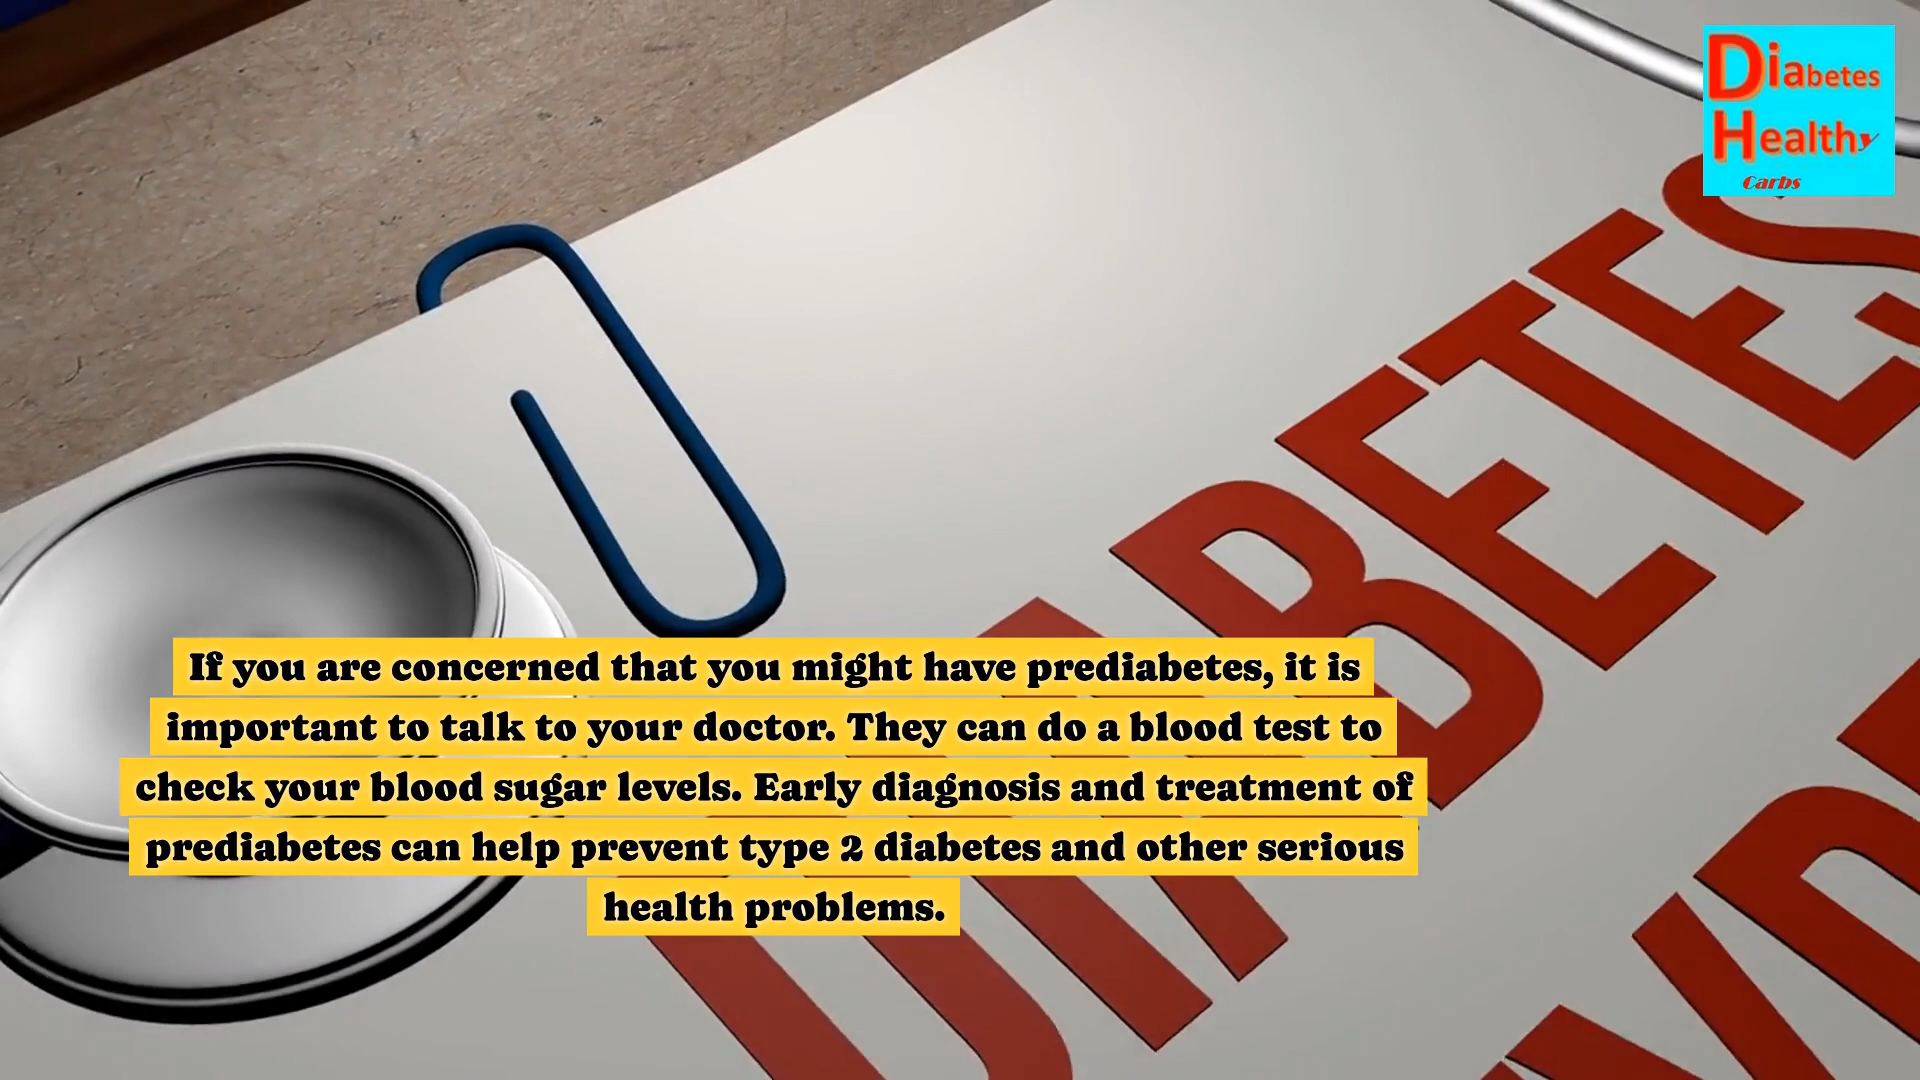 Diabetes
Healthy
Carbs
DIABETES
If you are concerned that you might have prediabetes, it is
important to talk to your doctor. They can do a blood test to
check your blood sugar levels. Early diagnosis and treatment of
prediabetes can help prevent type 2 diabetes and other serious
health problems.